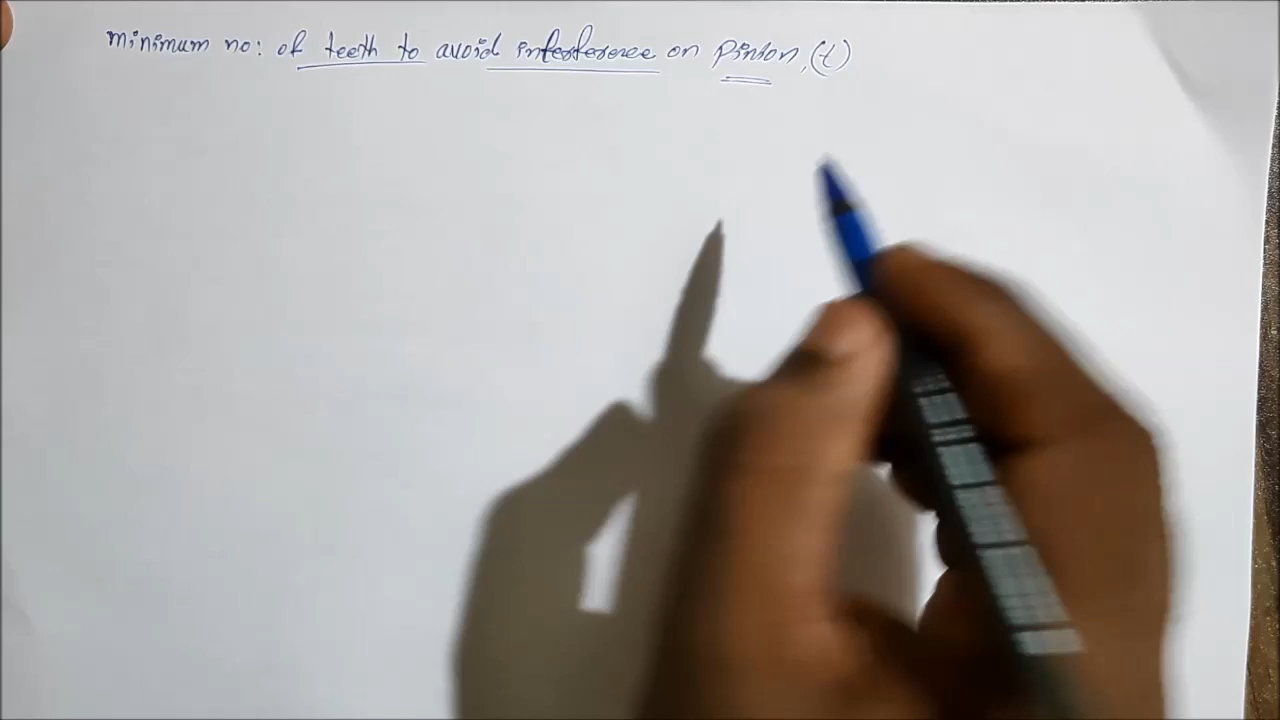 minimum no: of teeth to avoid interference on pinion, (t)